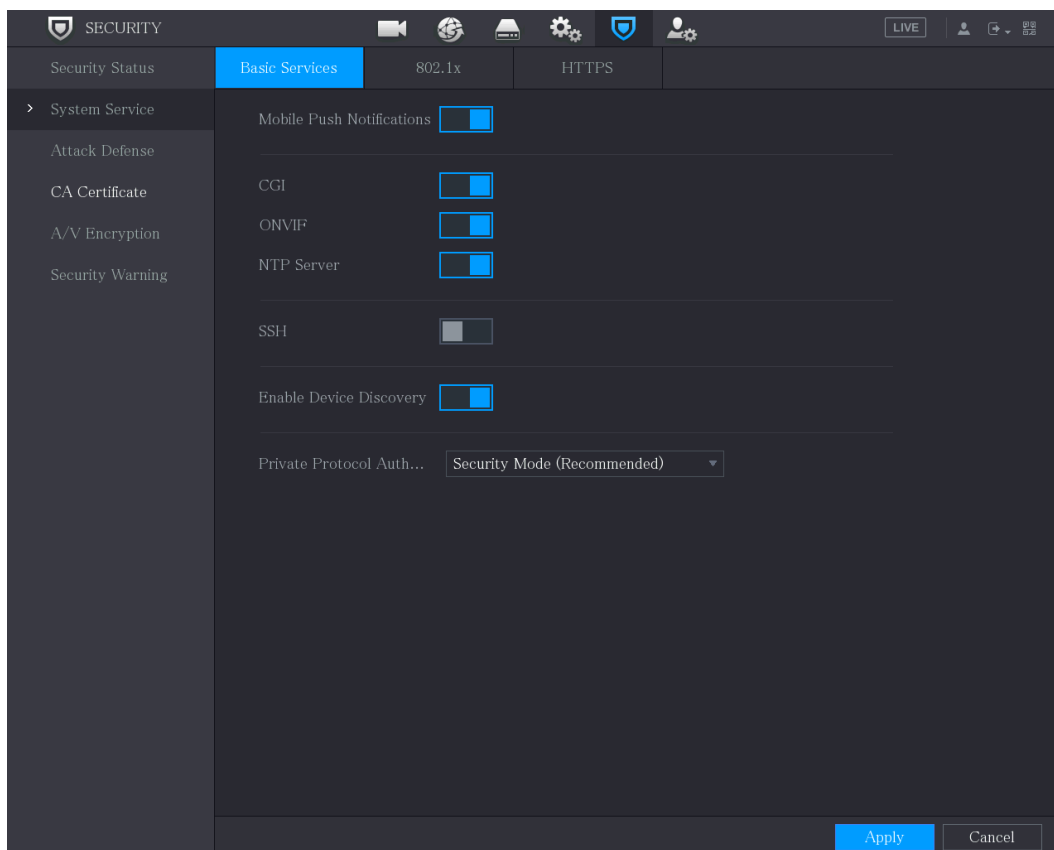 SECURITY
LIVE
Security Status
Basic Services
802.1x
HTTPS
System Service
Attack Defense
CA Certificate
A/V Encryption
Security Warning
Mobile Push Notifications
CGI
ONVIF
NTP Server
SSH
Enable Device Discovery
Private Protocol Auth... Security Mode (Recommended)
Apply
Cancel